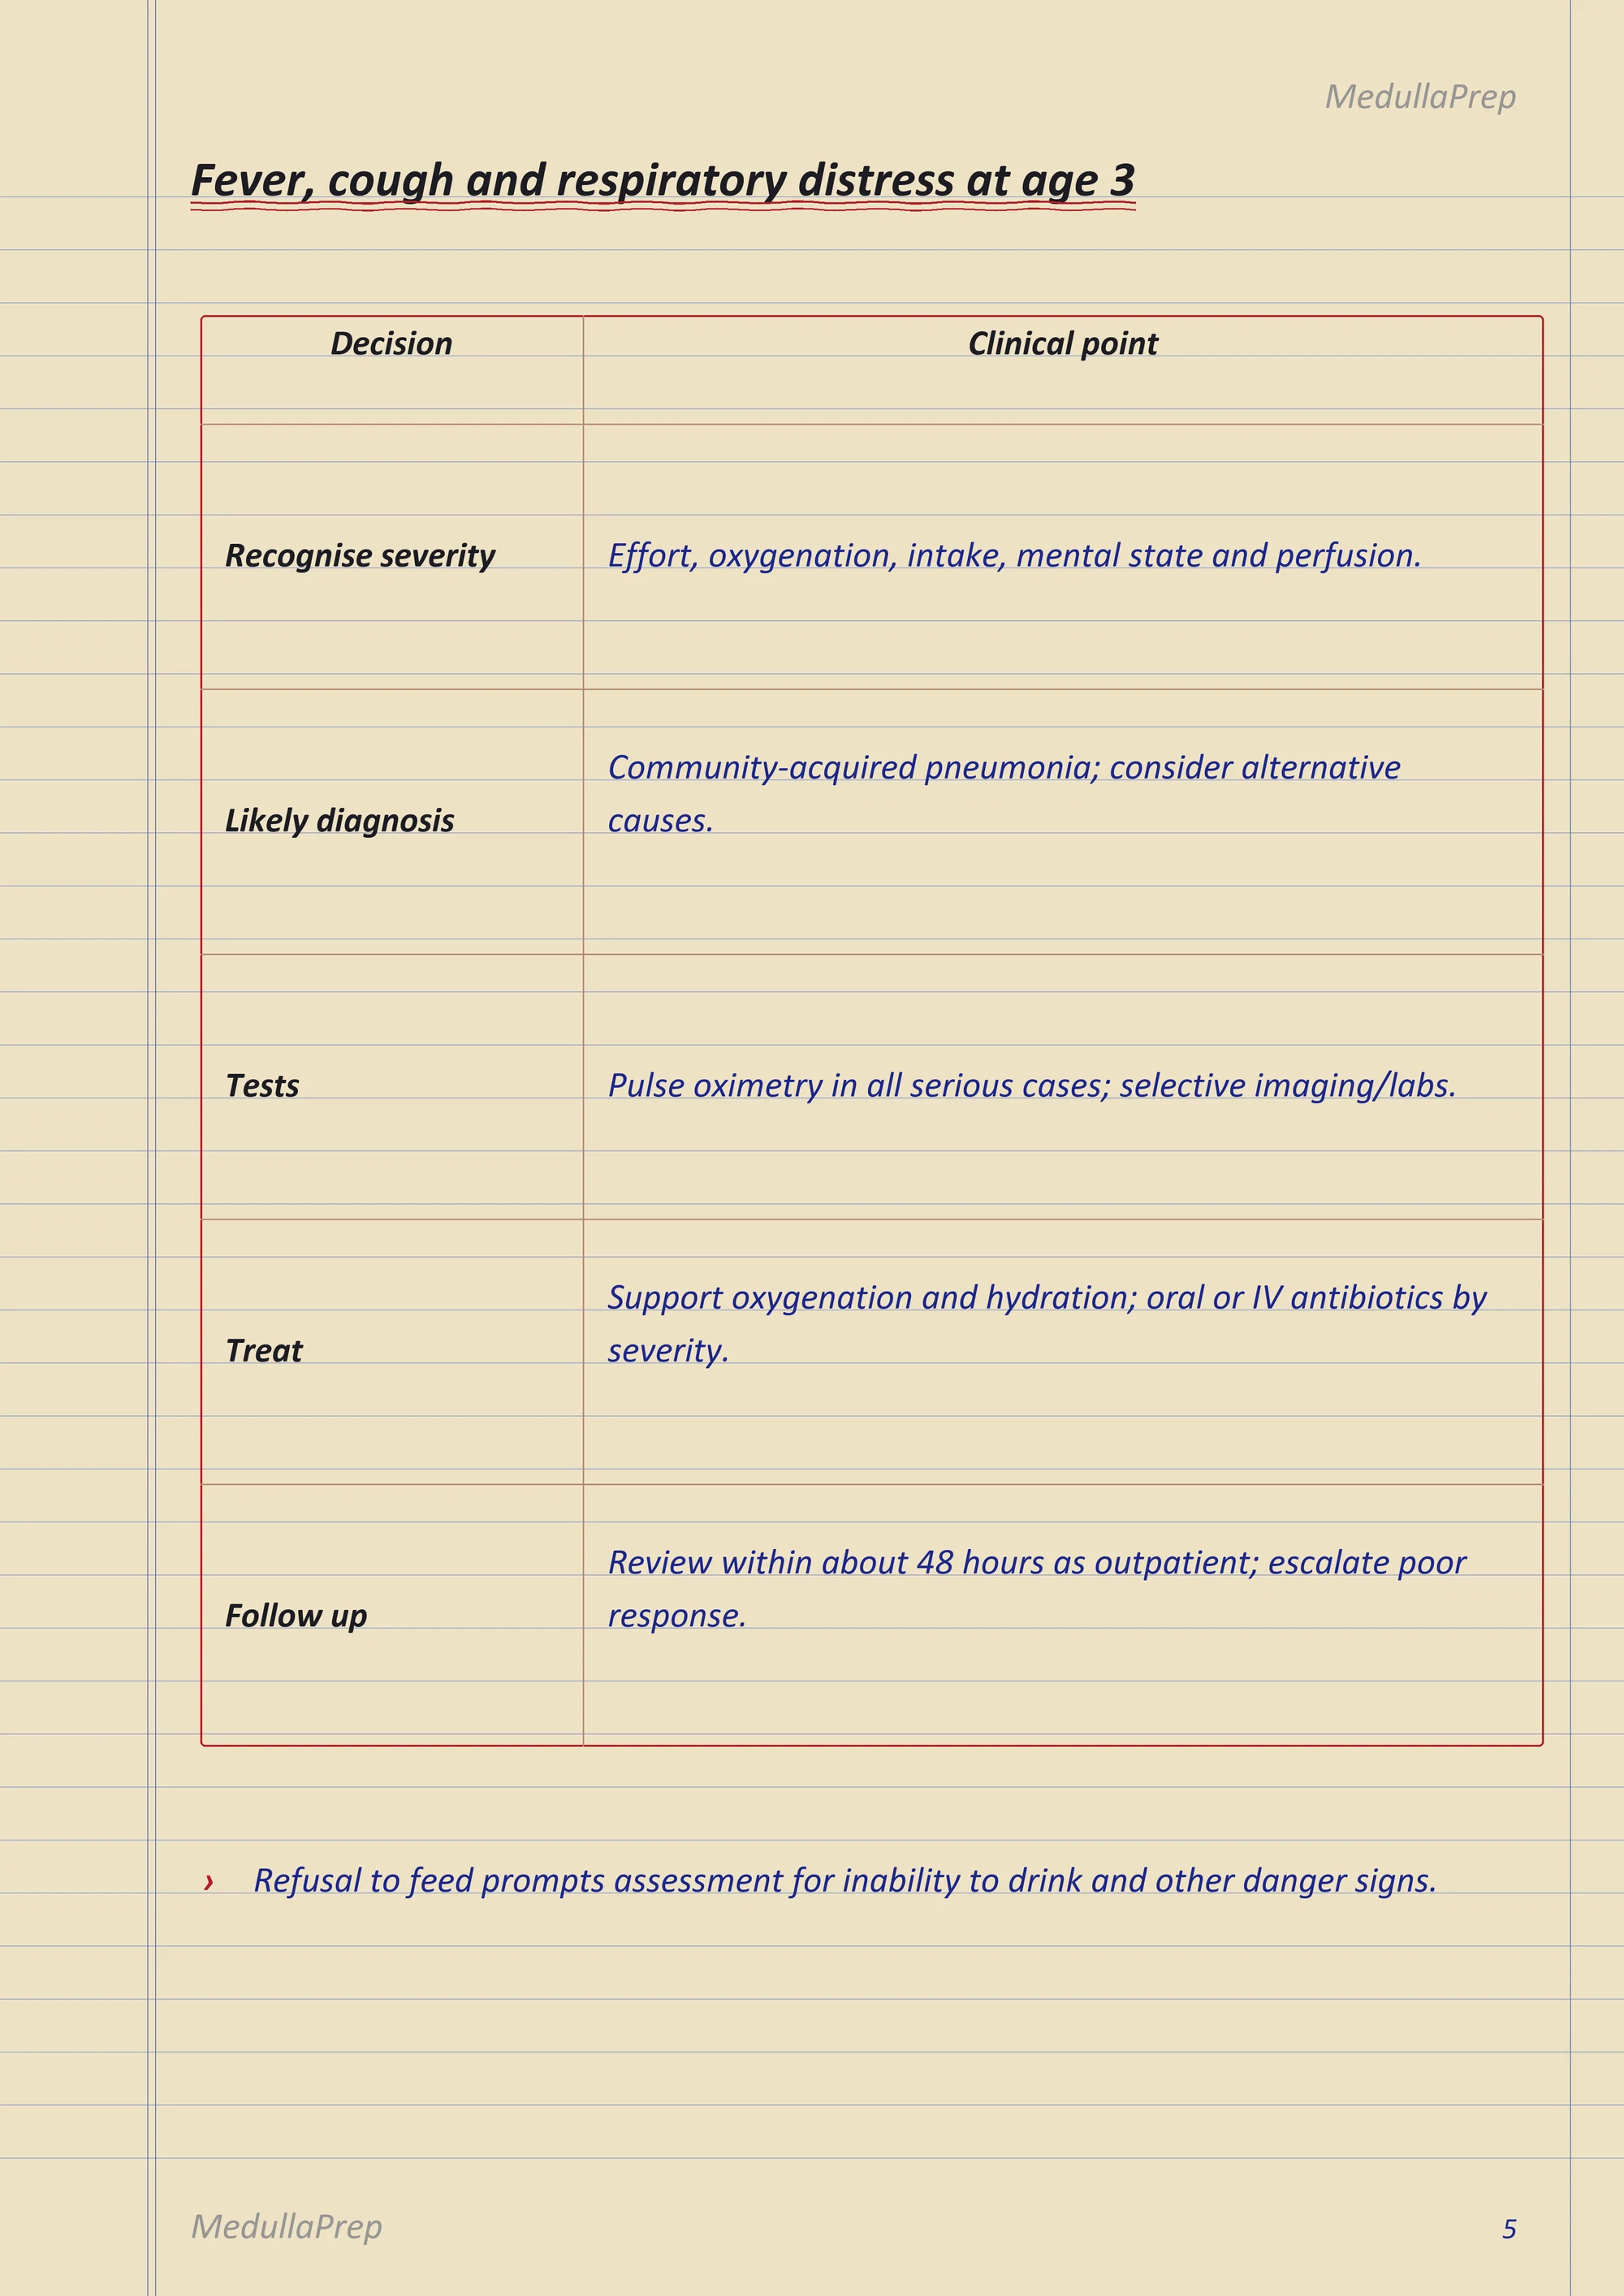 MedullaPrep
Fever, cough and respiratory distress at age 3
Decision
Clinical point
Recognise severity
Effort, oxygenation, intake, mental state and perfusion.
Likely diagnosis
Community-acquired pneumonia; consider alternative
causes.
Tests
Pulse oximetry in all serious cases; selective imaging/labs.
Treat
Support oxygenation and hydration; oral or IV antibiotics by
severity.
Follow up
Review within about 48 hours as outpatient; escalate poor
response.
› Refusal to feed prompts assessment for inability to drink and other danger signs.
MedullaPrep
5